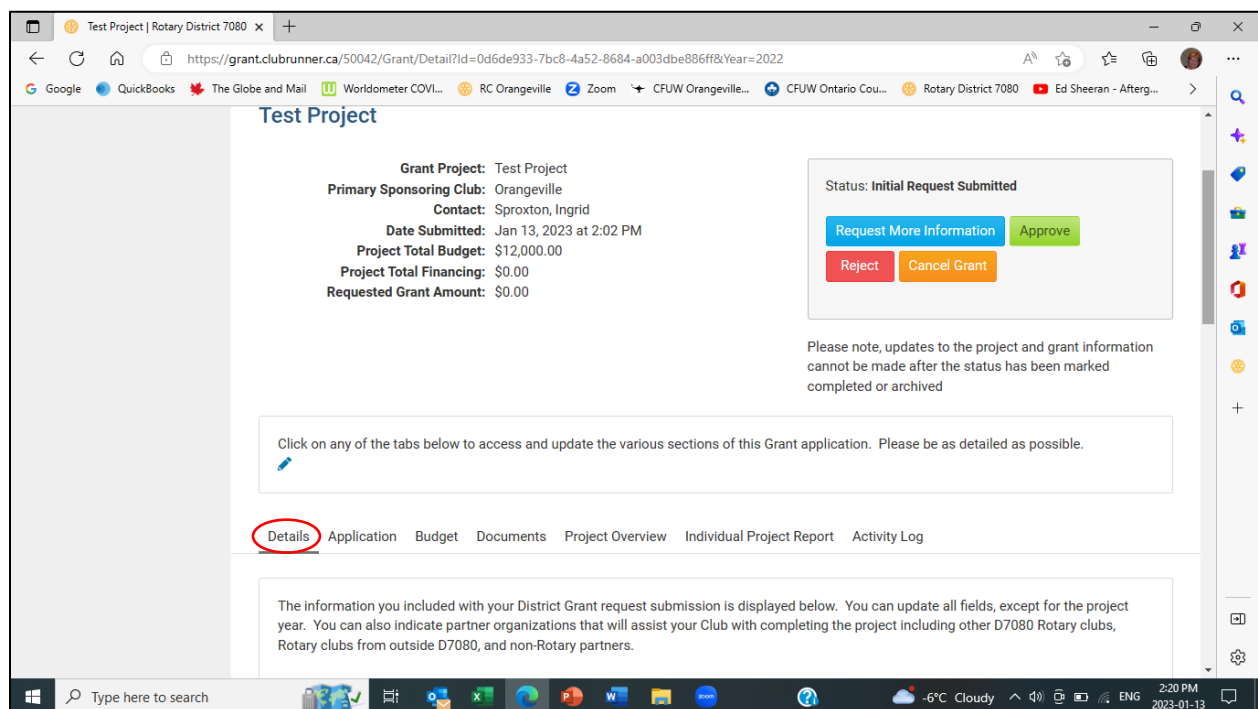 Test Project | Rotary District 7080
https://grant.clubrunner.ca/50042/Grant/Detail?Id=0d6de933-7bc8-4a52-8684-a003dbe886ff&Year=2022
Google QuickBooks The Globe and Mail Worldometer COVI... RC Orangeville Zoom CFUW Orangeville... CFUW Ontario Cou... Rotary District 7080 Ed Sheeran - Afterg...
Test Project
Grant Project: Test Project
Primary Sponsoring Club: Orangeville
Contact: Sproxton, Ingrid
Date Submitted: Jan 13, 2023 at 2:02 PM
Project Total Budget: $12,000.00
Project Total Financing: $0.00
Requested Grant Amount: $0.00
Status: Initial Request Submitted
Request More Information Approve
Reject Cancel Grant
Please note, updates to the project and grant information
cannot be made after the status has been marked
completed or archived
Click on any of the tabs below to access and update the various sections of this Grant application. Please be as detailed as possible.
Details Application Budget Documents Project Overview Individual Project Report Activity Log
The information you included with your District Grant request submission is displayed below. You can update all fields, except for the project
year. You can also indicate partner organizations that will assist your Club with completing the project including other D7080 Rotary clubs,
Rotary clubs from outside D7080, and non-Rotary partners.
Type here to search
-6°C Cloudy
ENG
2:20 PM
2023-01-13